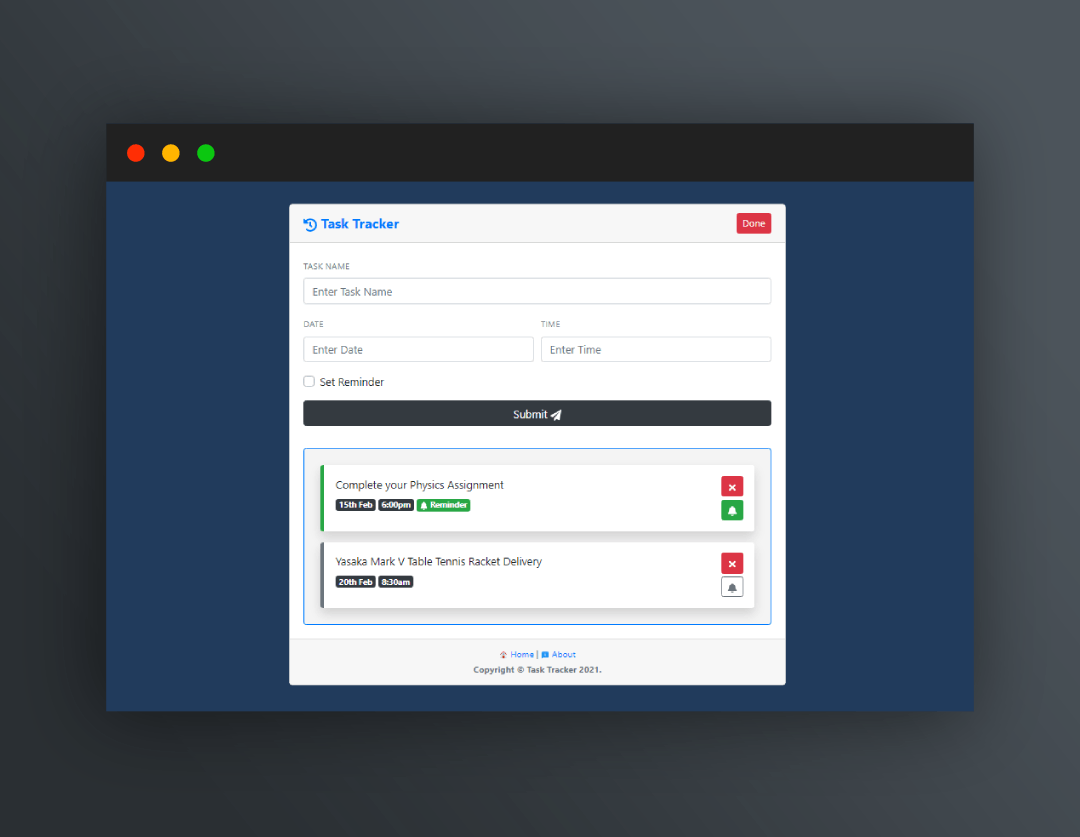 Task Tracker
Done
TASK NAME
Enter Task Name
DATE
TIME
Enter Date
Enter Time
Set Reminder
Submit
Complete your Physics Assignment
15th Feb 6:00pm Reminder
Yasaka Mark V Table Tennis Racket Delivery
20th Feb 8:30am
Home | About
Copyright © Task Tracker 2021.